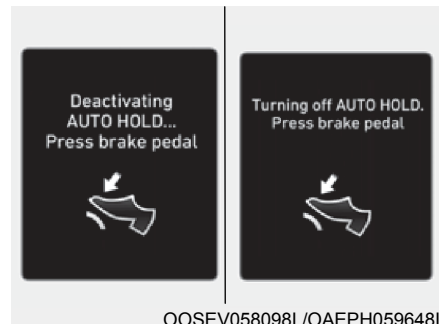 Deactivating
AUTO HOLD...
Press brake pedal
Turning off AUTO HOLD.
Press brake pedal
OOSEV058098L/OAEPH059648L